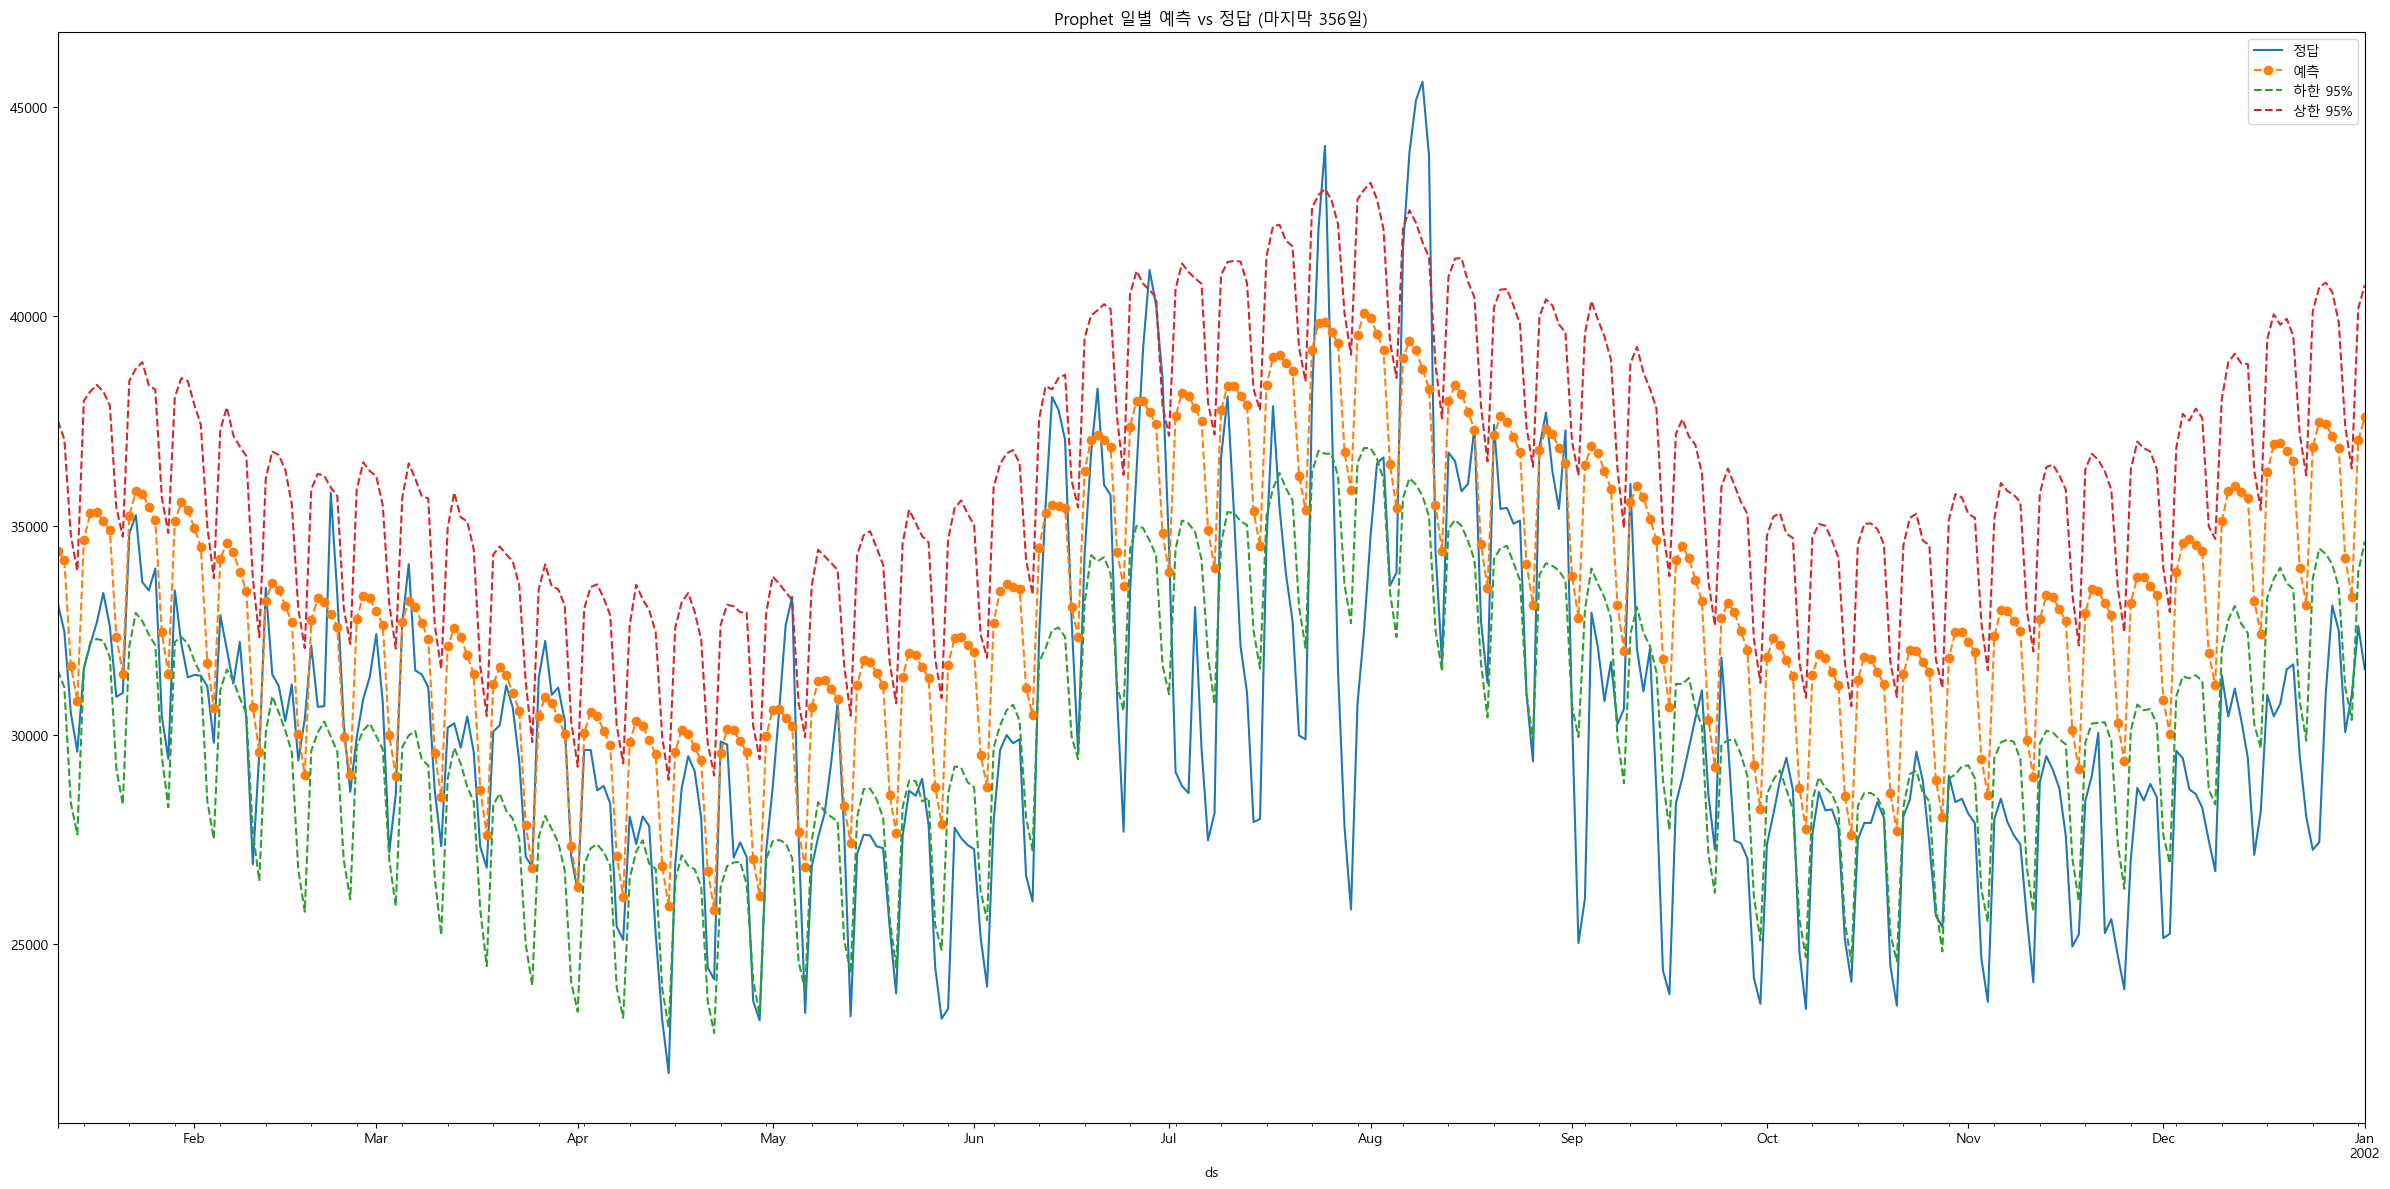 Prophet 일별 예측 vs 정답 (마지막 356일)
정답
예측
하한 95%
상한 95%
45000
40000
35000
30000
25000
Feb Mar Apr May Jun Jul Aug Sep Oct Nov Dec Jan
2002
ds